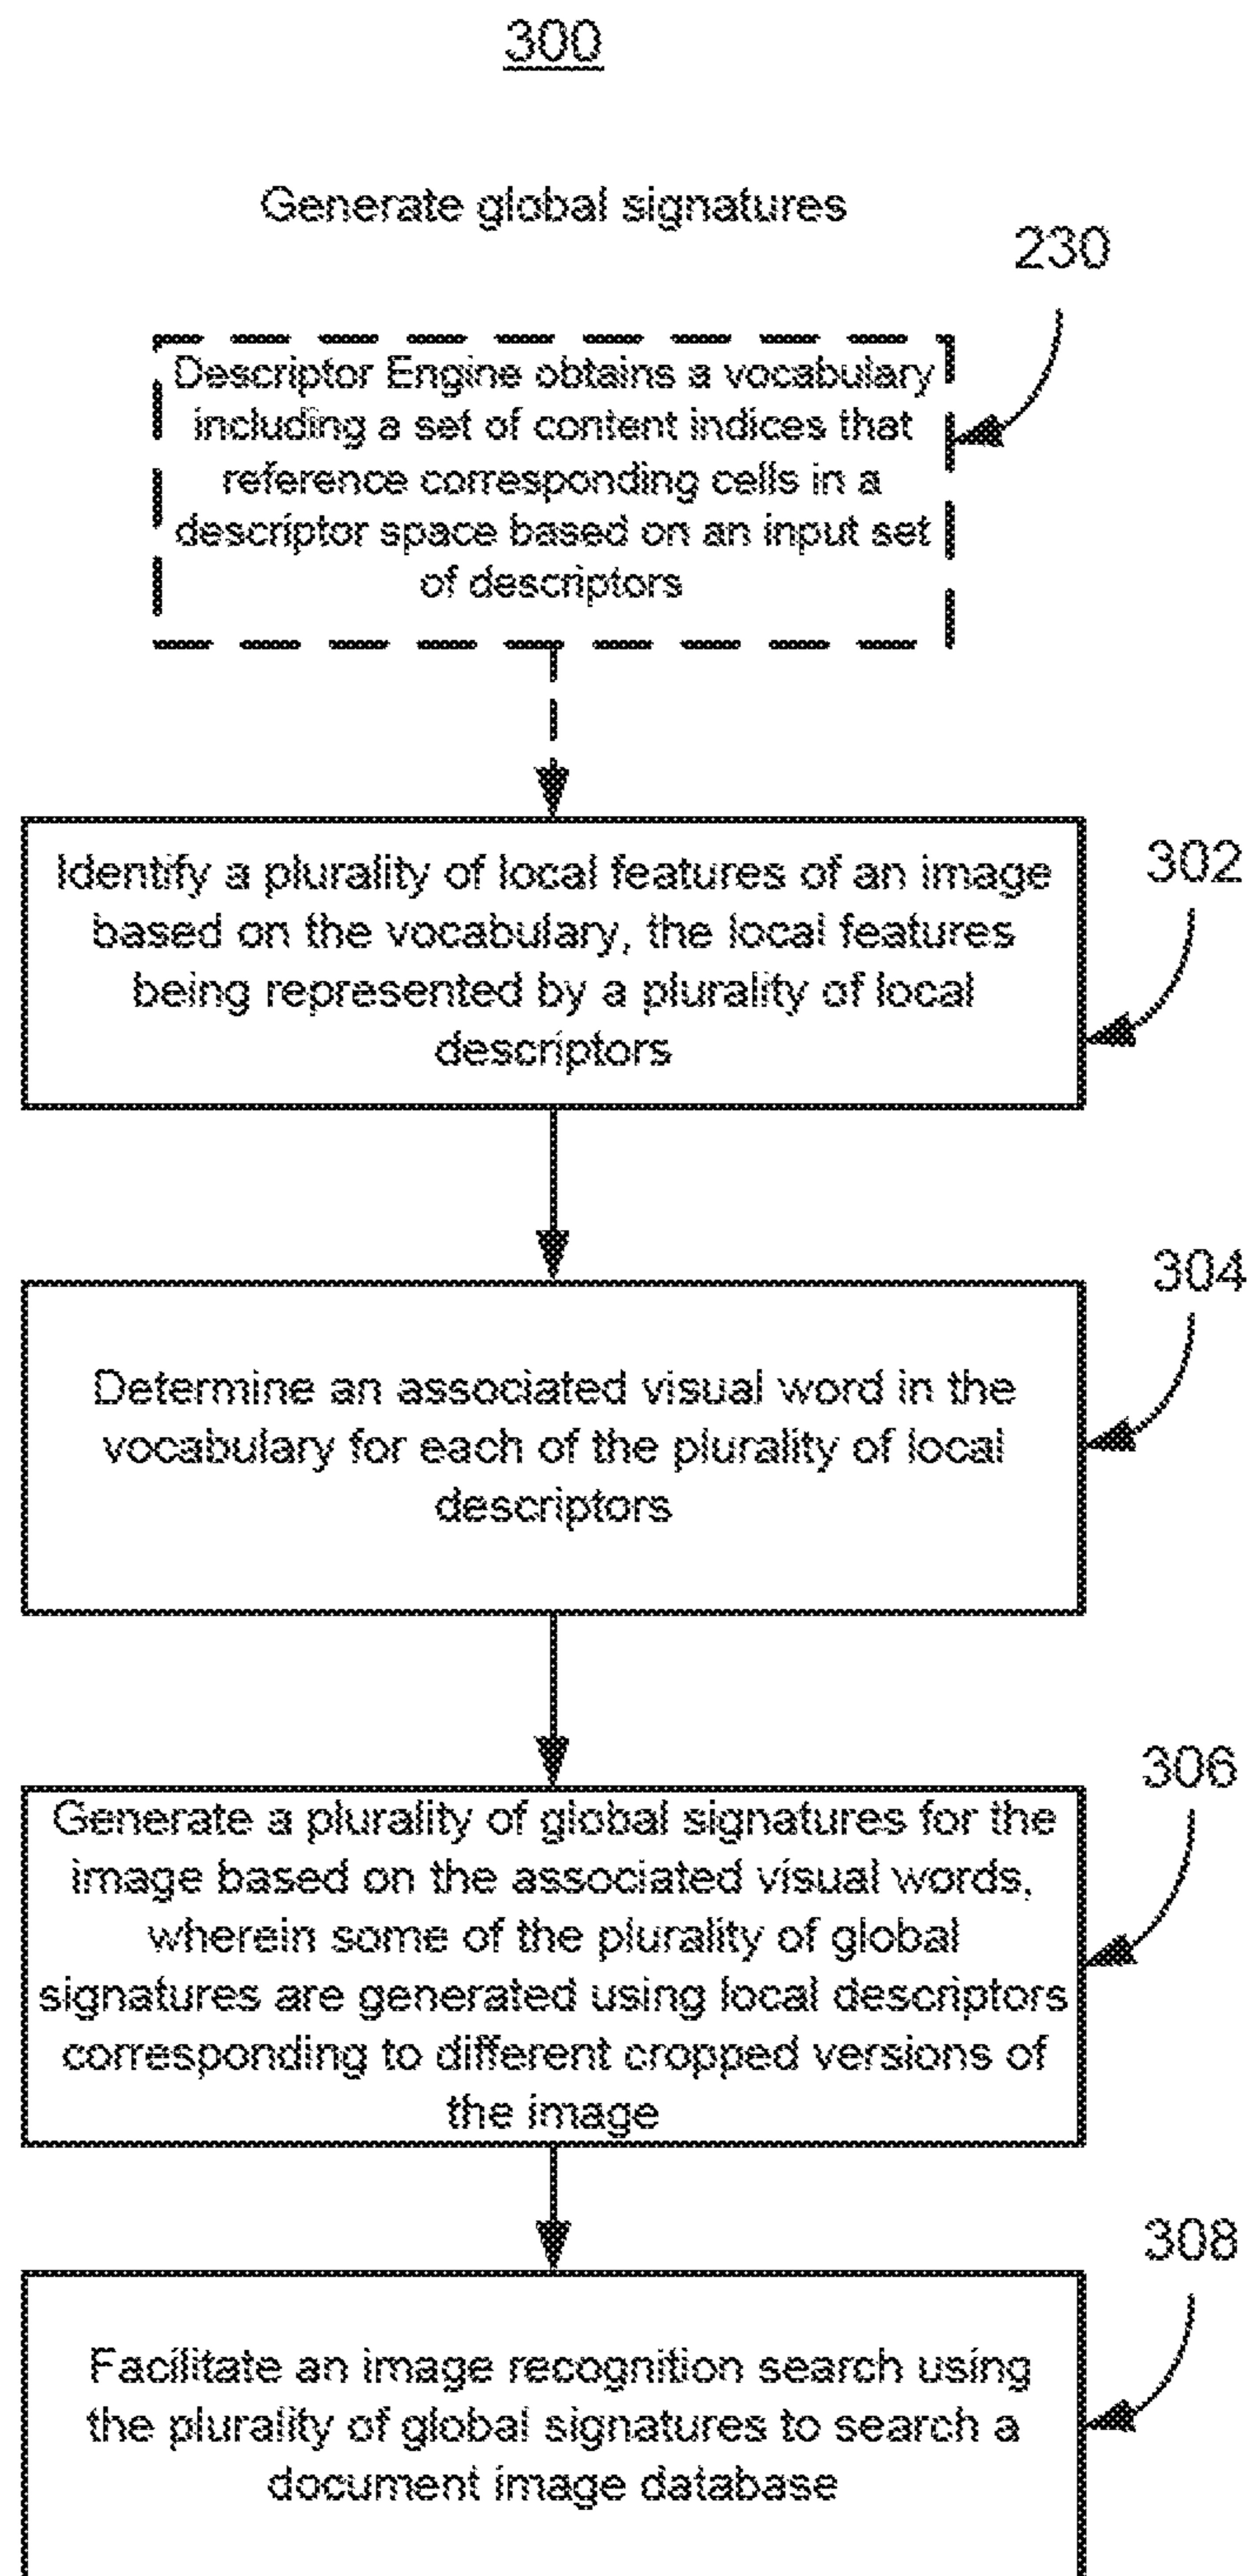 300
Generate global signatures
230
Descriptor Engine obtains a vocabulary
including a set of content indices that
reference corresponding cells in a
descriptor space based on an input set
of descriptors
302
Identify a plurality of local features of an image
based on the vocabulary, the local features
being represented by a plurality of local
descriptors
304
Determine an associated visual word in the
vocabulary for each of the plurality of local
descriptors
306
Generate a plurality of global signatures for the
image based on the associated visual words,
wherein some of the plurality of global
signatures are generated using local descriptors
corresponding to different cropped versions of
the image
308
Facilitate an image recognition search using
the plurality of global signatures to search a
document image database